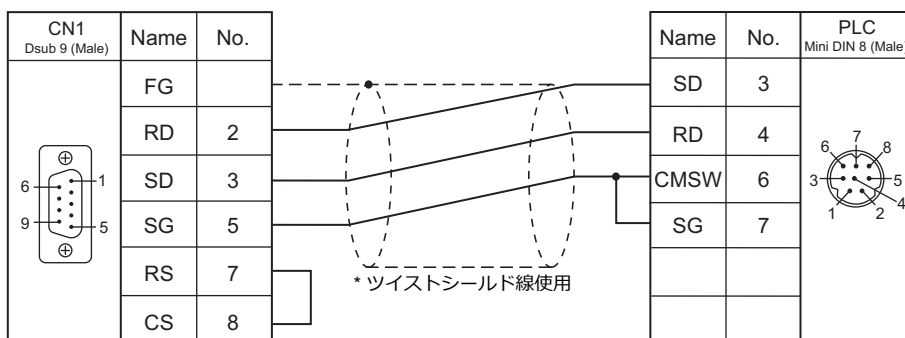 CN1
Dsub 9 (Male)
Name
No.
FG
RD
2
SD
3
SG
5
RS
7
CS
8
6
1
9
5
* ツイストシールド線使用
Name
No.
PLC
Mini DIN 8 (Male)
SD
3
RD
4
CMSW
6
SG
7
7
6
8
3
5
4
1
2